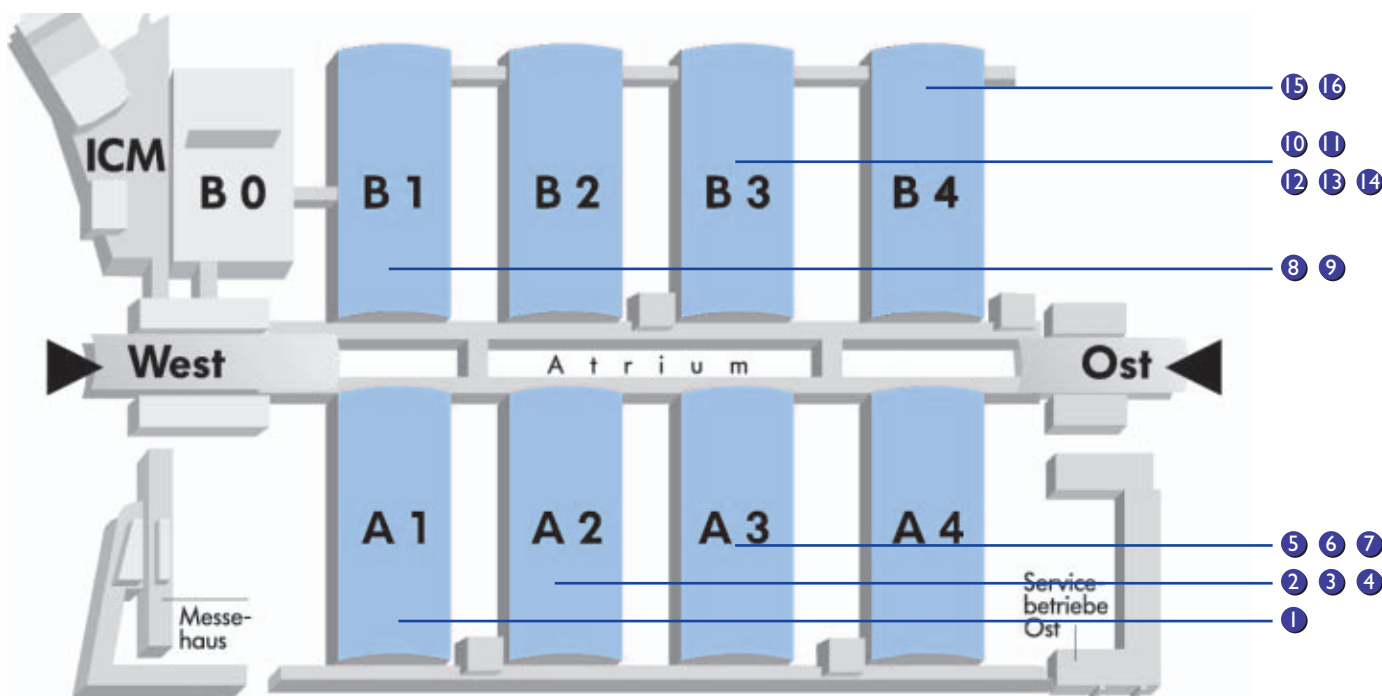 15 16
ICM
10 11
B 0
B 1
B 2
B 3
B 4
12 13 14
8 9
West
Atrium
Ost
A 1
A 2
A 3
A 4
5 6 7
2 3 4
Messe-
haus
Service-
betriebe
Ost
1